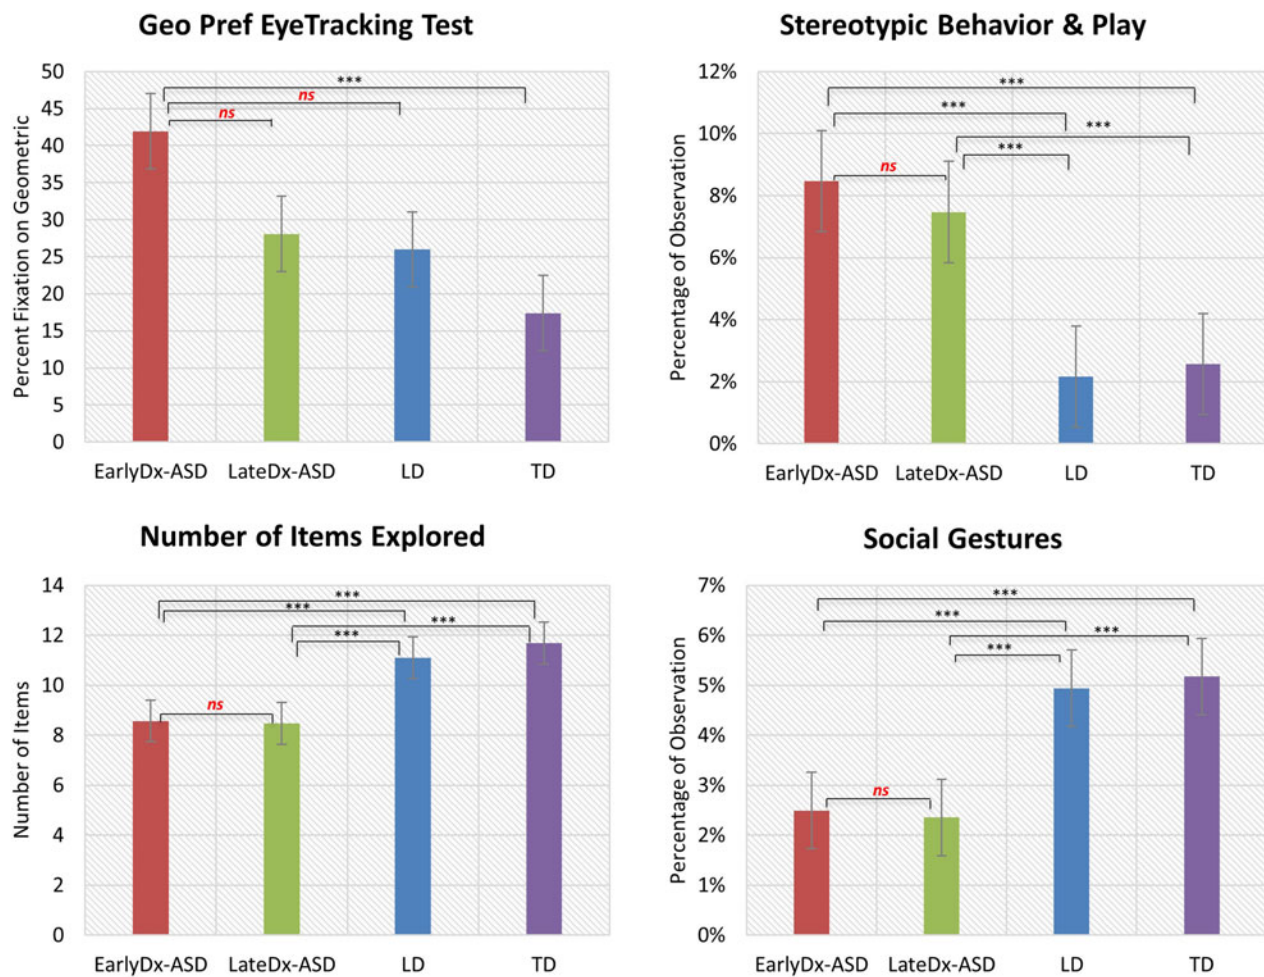 Geo Pref EyeTracking Test
Percent Fixation on Geometric
50
45
40
35
30
25
20
15
10
5
0
***
ns
ns
EarlyDx-ASD LateDx-ASD LD TD
Stereotypic Behavior & Play
Percentage of Observation
12%
10%
8%
6%
4%
2%
0%
***
***
***
***
ns
EarlyDx-ASD LateDx-ASD LD TD
Number of Items Explored
Number of Items
14
12
10
8
6
4
2
0
***
***
***
***
ns
EarlyDx-ASD LateDx-ASD LD TD
Social Gestures
Percentage of Observation
7%
6%
5%
4%
3%
2%
1%
0%
***
***
***
***
ns
EarlyDx-ASD LateDx-ASD LD TD